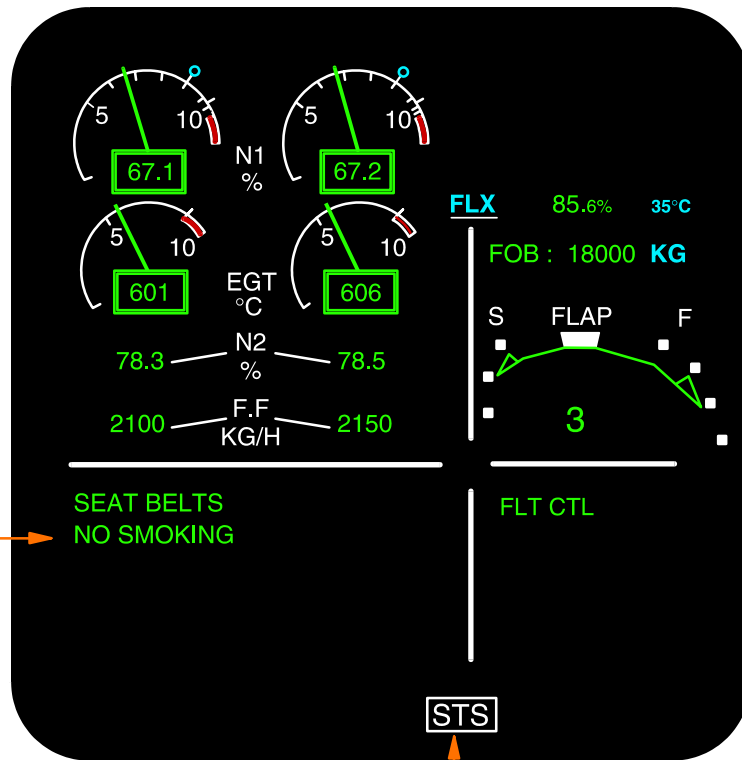 5 10 5 10
67.1 N1 67.2
%
FLX 85.6% 35°C
5 10 5 10
FOB : 18000 KG
601 EGT 606
°C
S FLAP F
78.3 N2 78.5
%
2100 F.F 2150
KG/H
3
SEAT BELTS
NO SMOKING
FLT CTL
STS